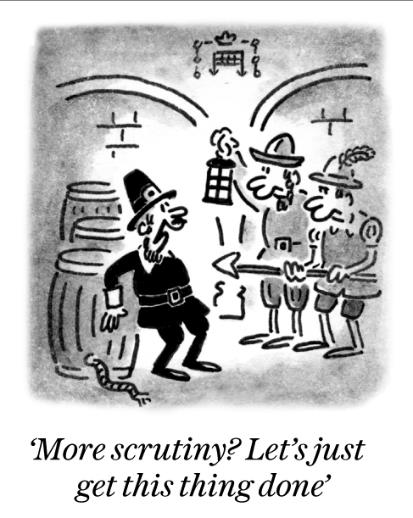 ‘More scrutiny? Let’s just
get this thing done’